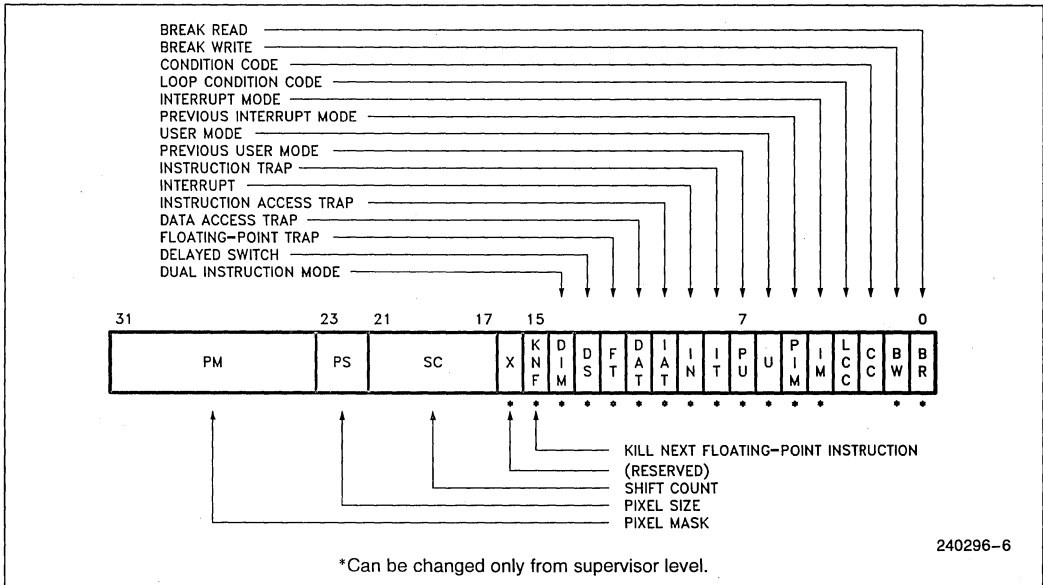 BREAK READ
BREAK WRITE
CONDITION CODE
LOOP CONDITION CODE
INTERRUPT MODE
PREVIOUS INTERRUPT MODE
USER MODE
PREVIOUS USER MODE
INSTRUCTION TRAP
INTERRUPT
INSTRUCTION ACCESS TRAP
DATA ACCESS TRAP
FLOATING-POINT TRAP
DELAYED SWITCH
DUAL INSTRUCTION MODE
31 23 21 17 15 7 0
PM PS SC X KNF DIM DS FT DAT IAT IN IT PU U PIM IM LCC CC BW BR
* * * * * * * * * * * * * * *
KILL NEXT FLOATING-POINT INSTRUCTION
(RESERVED)
SHIFT COUNT
PIXEL SIZE
PIXEL MASK
240296-6
*Can be changed only from supervisor level.